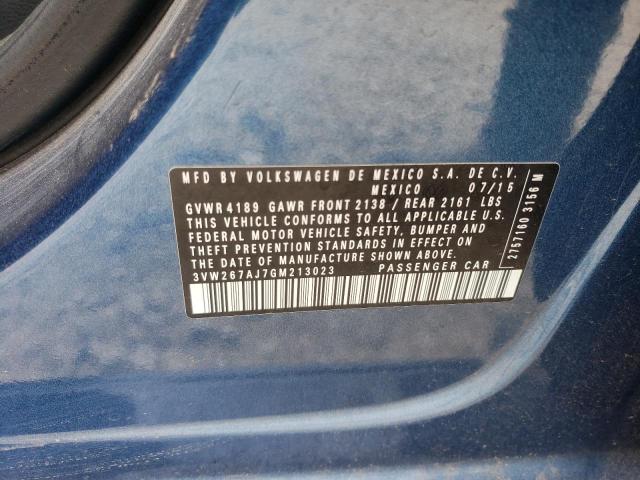 MFD BY VOLKSWAGEN DE MEXICO S.A. DE C.V.
MEXICO 07/15
GVWR 4189 GAWR FRONT 2138 / REAR 2161 LBS
THIS VEHICLE CONFORMS TO ALL APPLICABLE U.S.
FEDERAL MOTOR VEHICLE SAFETY, BUMPER AND
THEFT PREVENTION STANDARDS IN EFFECT ON
THE DATE OF MANUFACTURE SHOWN ABOVE.
3VW267AJ7GM213023 PASSENGER CAR
2757160 3156 M